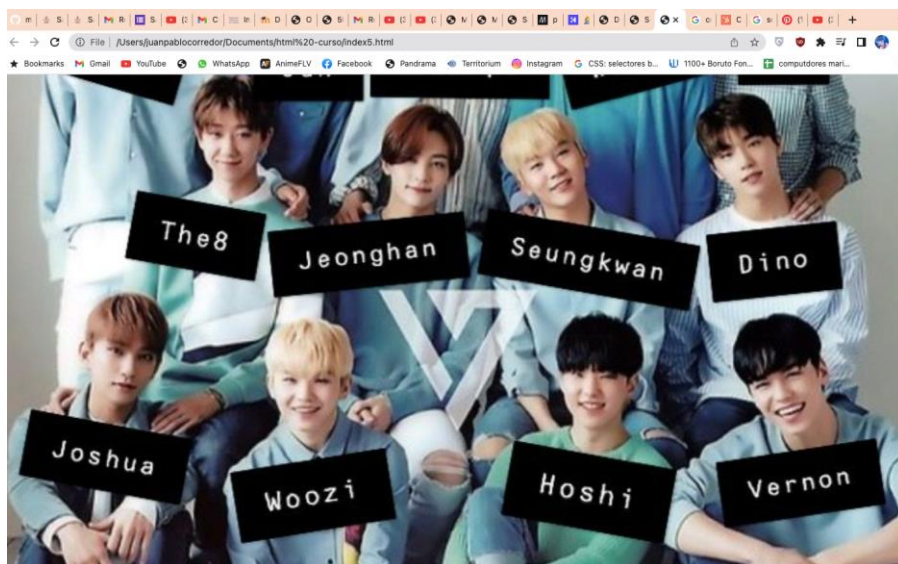 File | /Users/juanpablocorredor/Documents/html%20-curso/index5.html
Bookmarks Gmail YouTube WhatsApp AnimeFLV Facebook Pandrama Territorium Instagram CSS: selectores b... 1100+ Boruto Fon... computdores mari...
The8 Jeonghan Seungkwan Dino
Joshua Woozi Hoshi Vernon